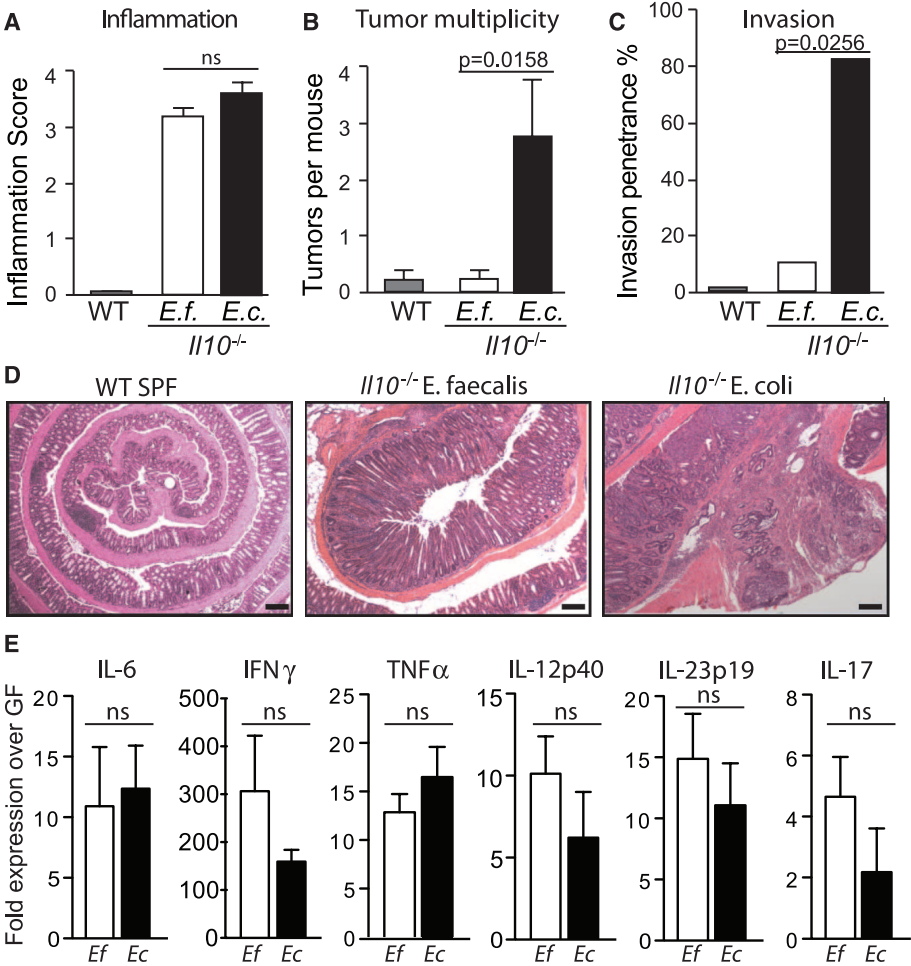 A Inflammation
ns
Inflammation Score
4
3
2
1
0
WT E.f. E.c.
Il10-/-
B Tumor multiplicity
p=0.0158
Tumors per mouse
4
3
2
1
0
WT E.f. E.c.
Il10-/-
C Invasion
p=0.0256
Invasion penetrance %
100
80
60
40
20
0
WT E.f. E.c.
Il10-/-
D
WT SPF
Il10-/- E. faecalis
Il10-/- E. coli
E
Fold expression over GF
IL-6
ns
20
15
10
5
0
Ef Ec
IFNγ
ns
500
400
300
200
100
0
Ef Ec
TNFα
ns
25
20
15
10
5
0
Ef Ec
IL-12p40
ns
15
10
5
0
Ef Ec
IL-23p19
ns
20
15
10
5
0
Ef Ec
IL-17
ns
8
6
4
2
0
Ef Ec